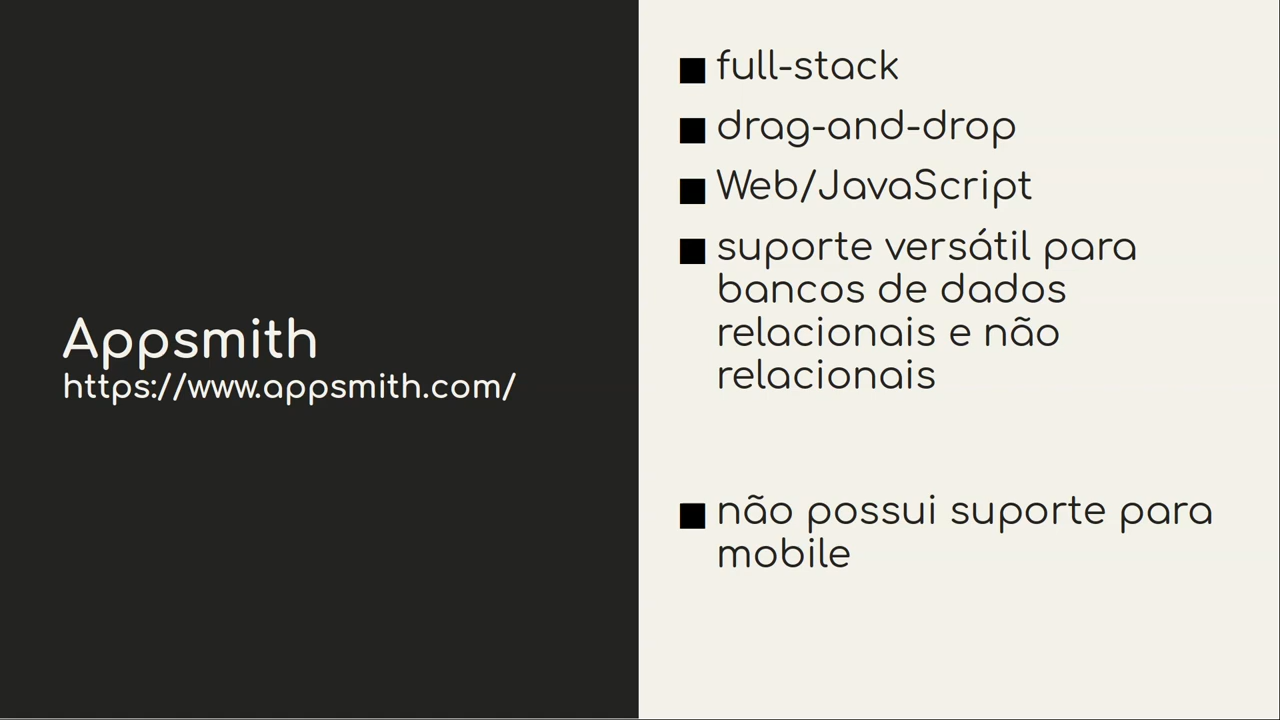 Appsmith
https://www.appsmith.com/
full-stack
drag-and-drop
Web/JavaScript
suporte versátil para
bancos de dados
relacionais e não
relacionais
não possui suporte para
mobile